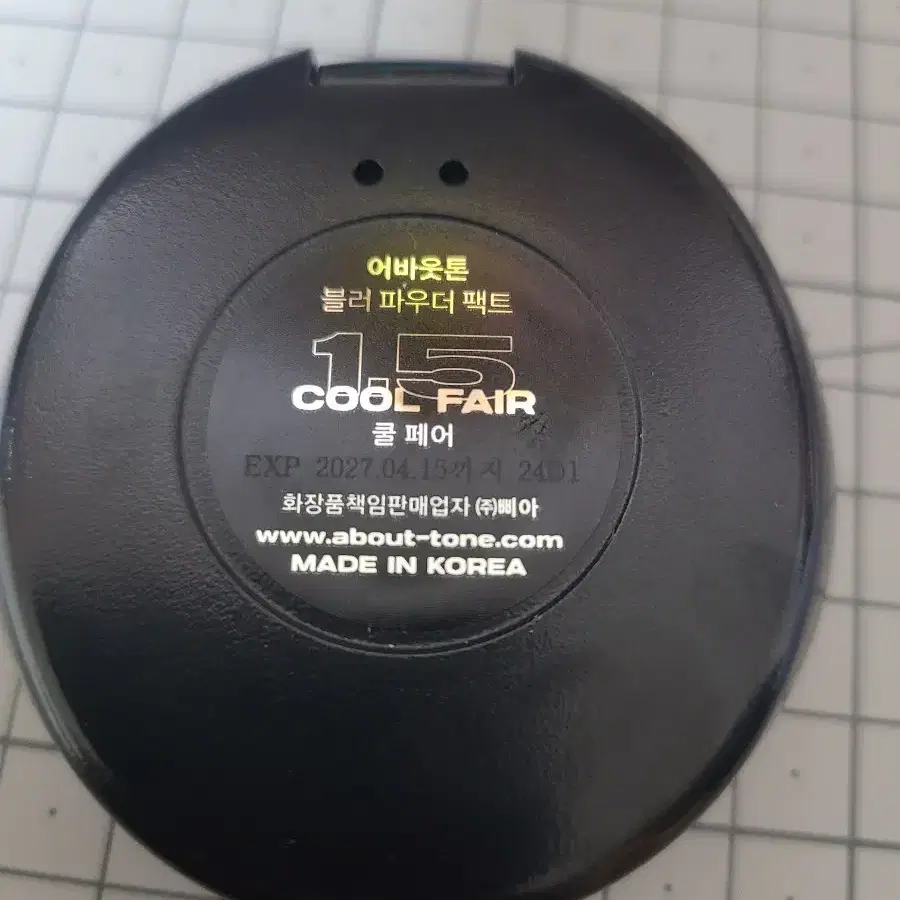 어바웃톤
블러 파우더 팩트
1.5
COOL FAIR
쿨 페어
EXP 2027.04.15까지 24D1
화장품책임판매업자 ㈜삐아
www.about-tone.com
MADE IN KOREA